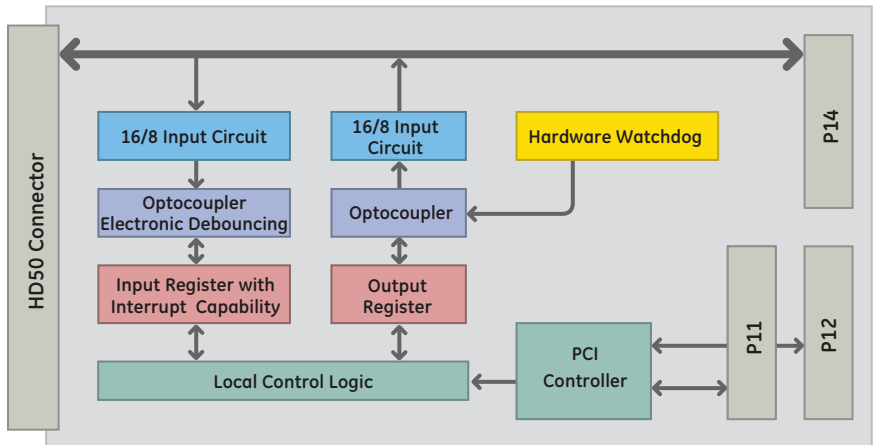 HD50 Connector
16/8 Input Circuit
16/8 Input
Circuit
Hardware Watchdog
P14
Optocoupler
Electronic Debouncing
Optocoupler
Input Register with
Interrupt Capability
Output
Register
P11
P12
PCI
Controller
Local Control Logic